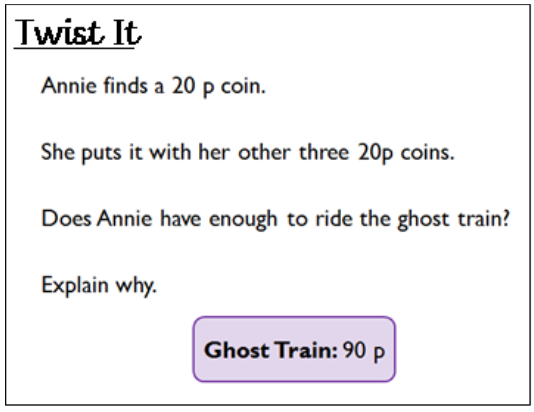 Twist It
Annie finds a 20 p coin.
She puts it with her other three 20p coins.
Does Annie have enough to ride the ghost train?
Explain why.
Ghost Train: 90 p